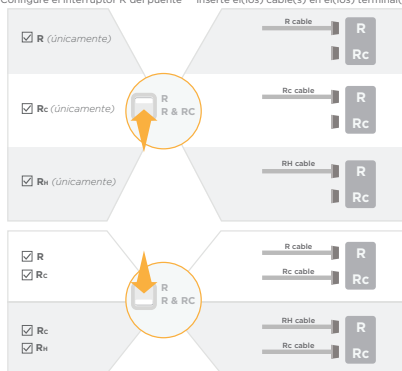 Configure el interruptor R del puente Inserte el(los) cable(s) en el(los) terminal(
R cable
R
R (únicamente)
Rc
Rc cable
R
R
Rc (únicamente)
R & RC
Rc
RH cable
R
RH (únicamente)
Rc
R cable
R
R
Rc cable
Rc
Rc
R
R & RC
RH cable
R
Rc
Rc cable
Rc
RH